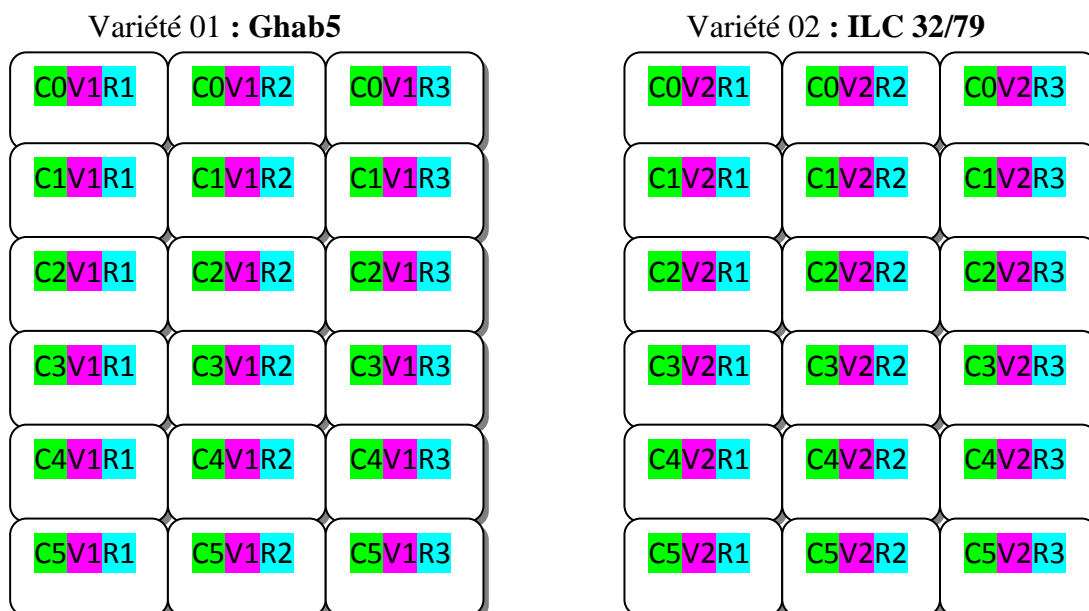 Variété 01 : Ghab5 Variété 02 : ILC 32/79
C0V1R1 C0V1R2 C0V1R3 C0V2R1 C0V2R2 C0V2R3
C1V1R1 C1V1R2 C1V1R3 C1V2R1 C1V2R2 C1V2R3
C2V1R1 C2V1R2 C2V1R3 C2V2R1 C2V2R2 C2V2R3
C3V1R1 C3V1R2 C3V1R3 C3V2R1 C3V2R2 C3V2R3
C4V1R1 C4V1R2 C4V1R3 C4V2R1 C4V2R2 C4V2R3
C5V1R1 C5V1R2 C5V1R3 C5V2R1 C5V2R2 C5V2R3